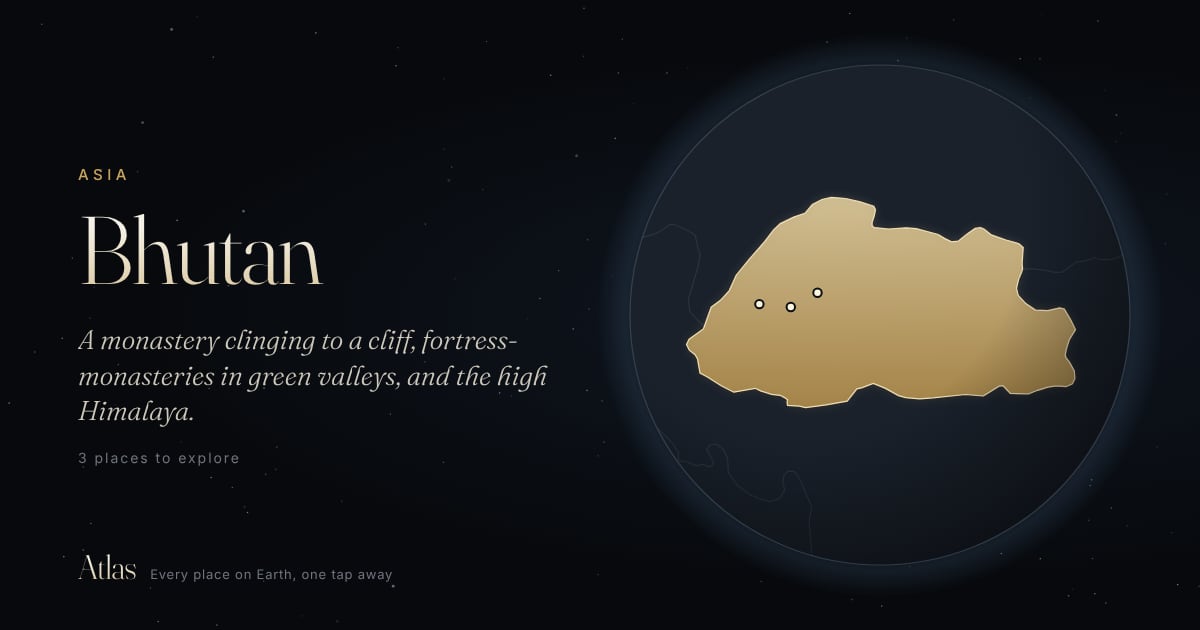 ASIA
Bhutan
A monastery clinging to a cliff, fortress-
monasteries in green valleys, and the high
Himalaya.
3 places to explore
Atlas Every place on Earth, one tap away